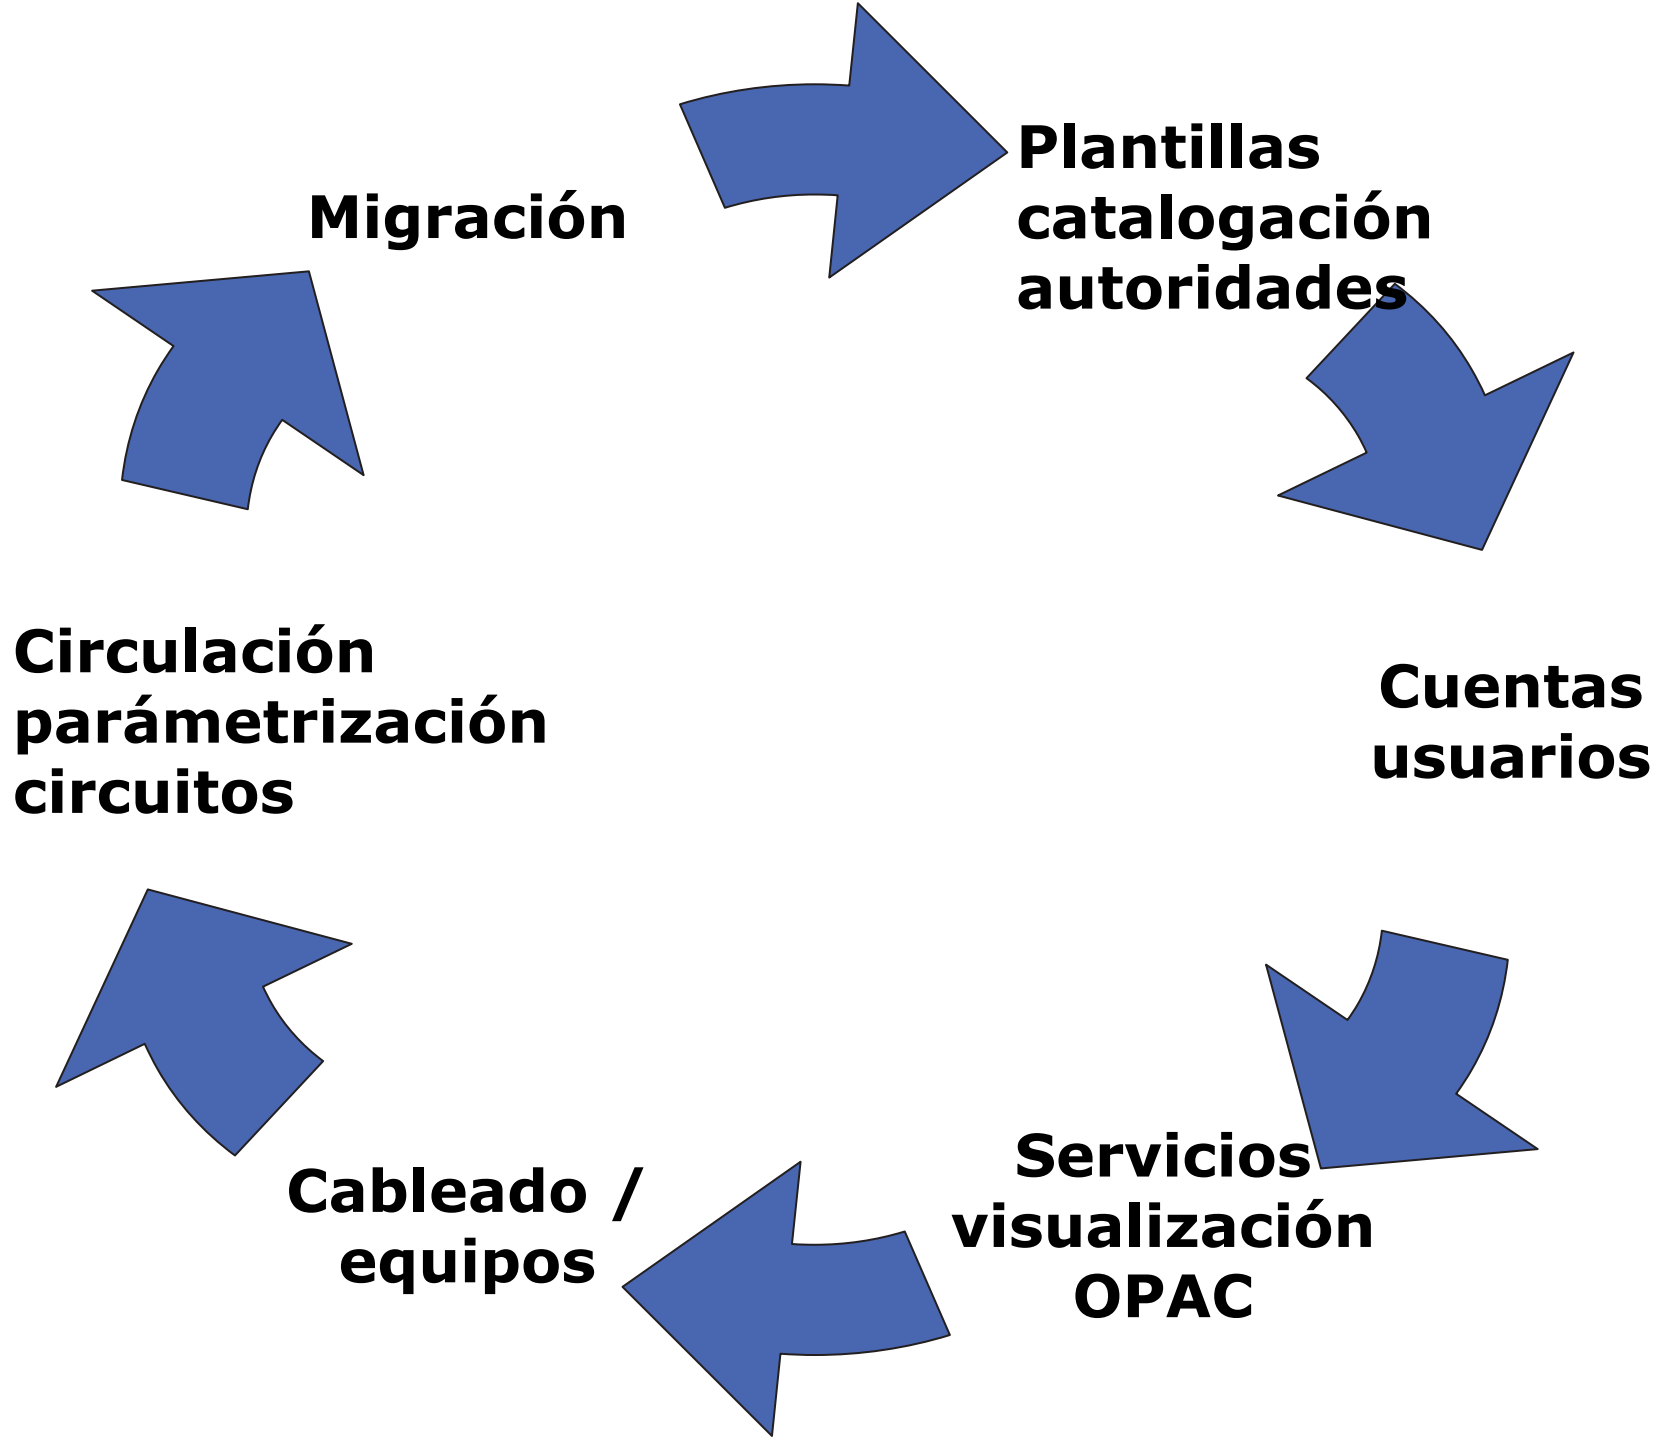 Migración
Plantillas
catalogación
autoridades
Cuentas
usuarios
Servicios
visualización
OPAC
Cableado /
equipos
Circulación
parámetrización
circuitos